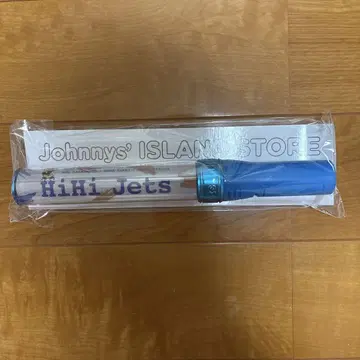 Johnnys' ISLAND STORE
HiHi Jets